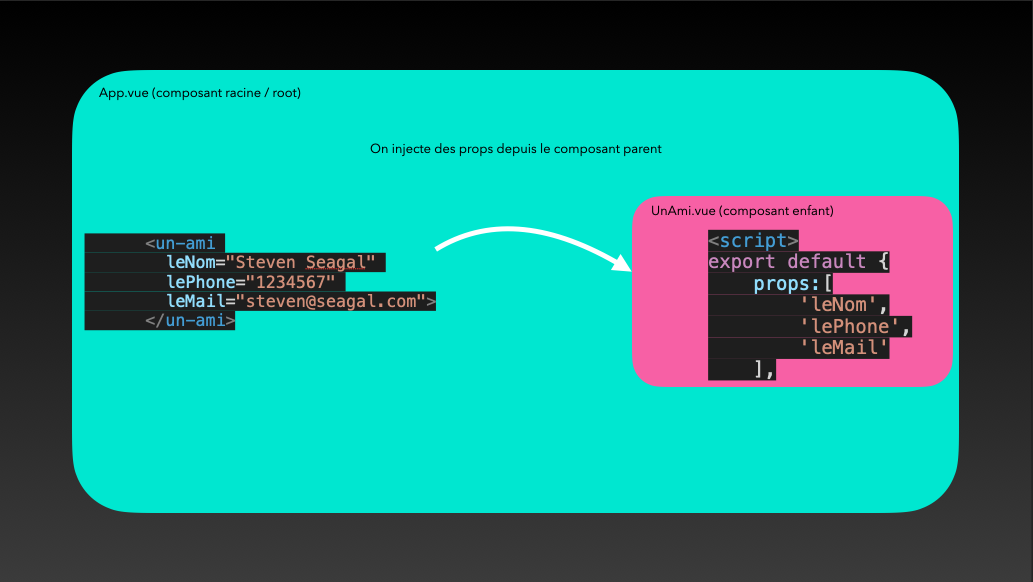 App.vue (composant racine / root)
On injecte des props depuis le composant parent
<un-ami
leNom="Steven Seagal"
lePhone="1234567"
leMail="steven@seagal.com">
</un-ami>
UnAmi.vue (composant enfant)
<script>
export default {
props:[
'leNom',
'lePhone',
'leMail'
],